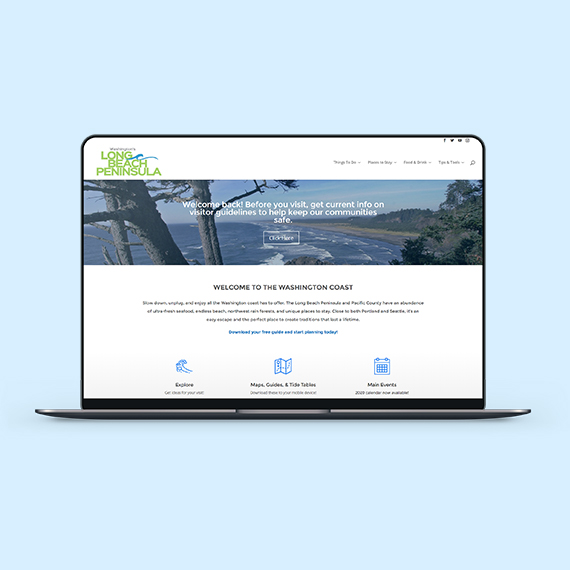 Washington's
LONG
BEACH
PENINSULA
Things To Do
Places to Stay
Food & Drink
Tips & Tools
Welcome back! Before you visit, get current info on
visitor guidelines to help keep our communities
safe.
Click Here
WELCOME TO THE WASHINGTON COAST
Slow down, unplug, and enjoy all the Washington coast has to offer. The Long Beach Peninsula and Pacific County have an abundance
of ultra-fresh seafood, endless beach, northwest rain forests, and unique places to stay. Close to both Portland and Seattle, it's an
easy escape and the perfect place to create traditions that last a lifetime.
Download your free guide and start planning today!
Explore
Get ideas for your visit!
Maps, Guides, & Tide Tables
Download these to your mobile device!
Main Events
2020 calendar now available!